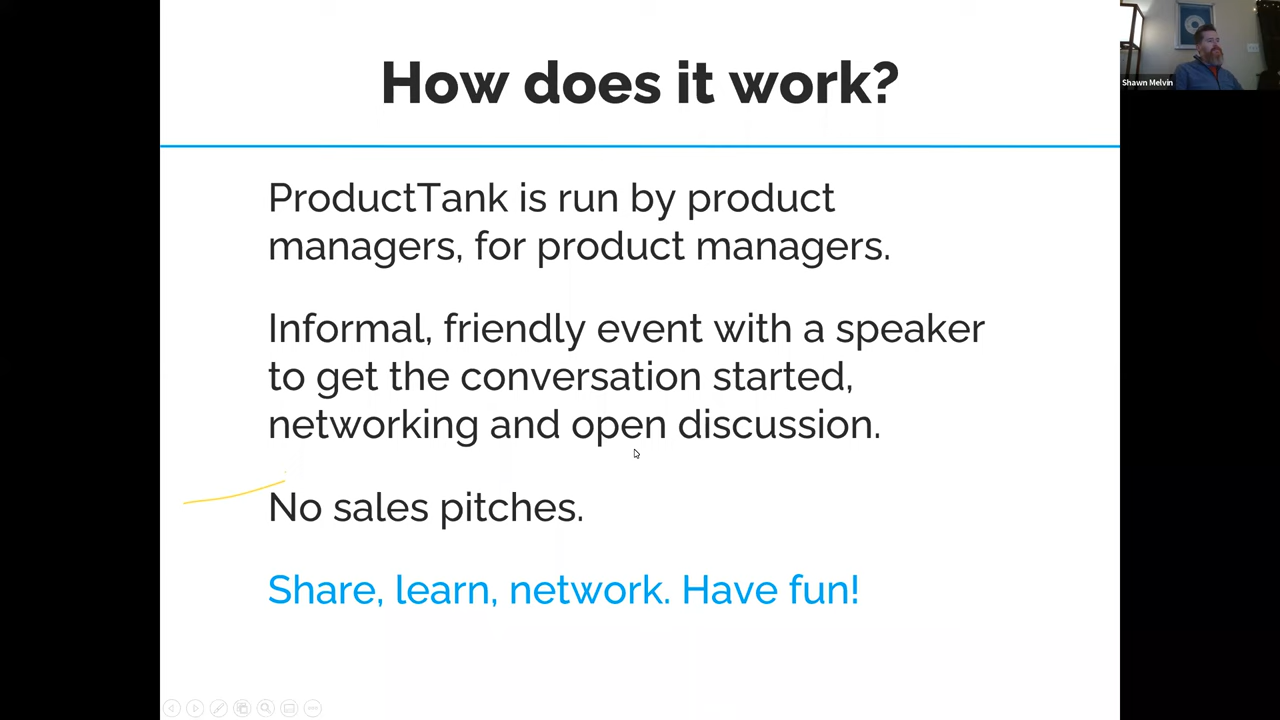 How does it work?
Shawn Melvin
ProductTank is run by product
managers, for product managers.
Informal, friendly event with a speaker
to get the conversation started,
networking and open discussion.
No sales pitches.
Share, learn, network. Have fun!